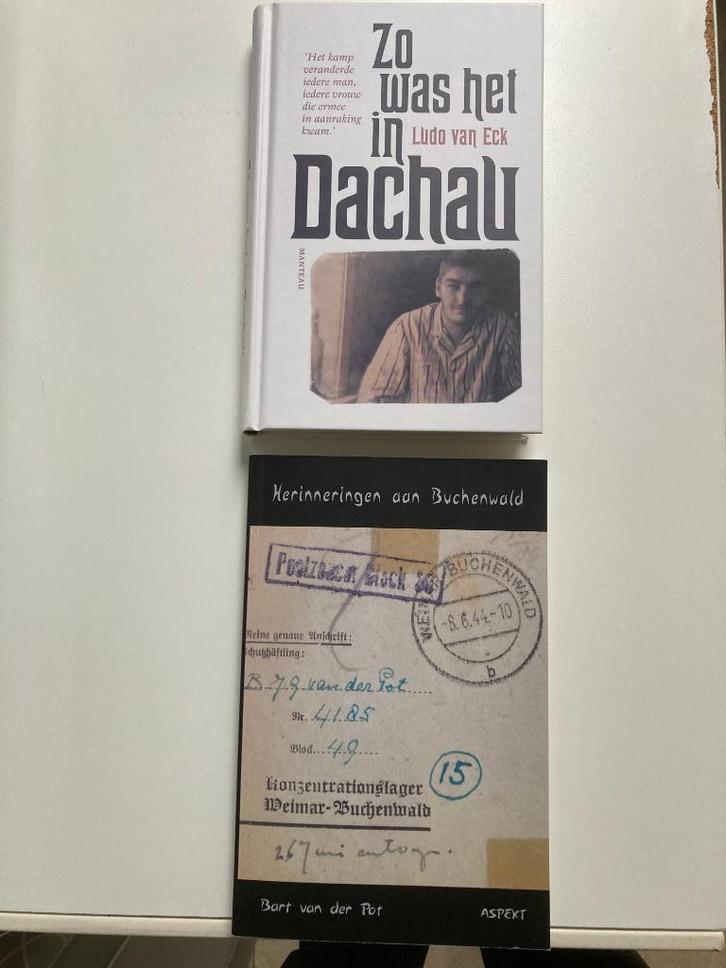 Zo
was het
in
Dachau
'Het kamp
veranderde
iedere man,
iedere vrouw
die ermee
in aanraking
kwam.'
Ludo van Eck
MANTEAU
Herinneringen aan Buchenwald
Block
BUCHENWALD
-8.6.44.-10
b
Meine genaue Anschrift:
Schutzhäftling:
B J G van der Pot
Nr. 4185
Block 49
15
Konzentrationslager
Weimar-Buchenwald
26
Bart van der Pot
ASPEKT